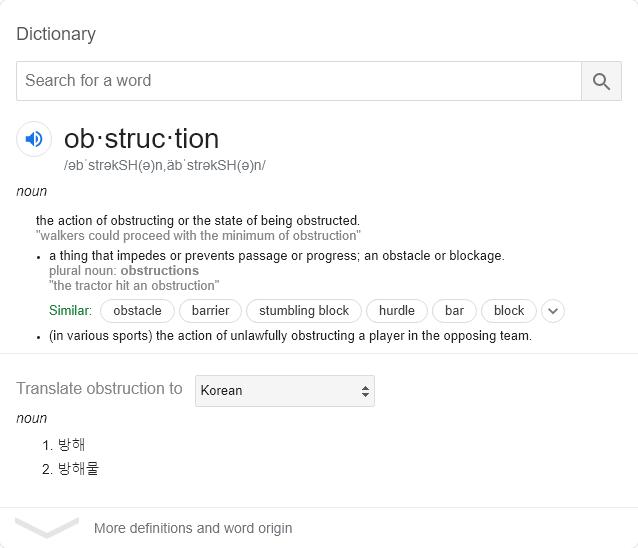 Dictionary
Search for a word
ob·struc·tion
/əbˈstrəkSH(ə)n,äbˈstrəkSH(ə)n/
noun
the action of obstructing or the state of being obstructed.
"walkers could proceed with the minimum of obstruction"
• a thing that impedes or prevents passage or progress; an obstacle or blockage.
plural noun: obstructions
"the tractor hit an obstruction"
Similar: obstacle barrier stumbling block hurdle bar block
• (in various sports) the action of unlawfully obstructing a player in the opposing team.
Translate obstruction to Korean
noun
1. 방해
2. 방해물
More definitions and word origin